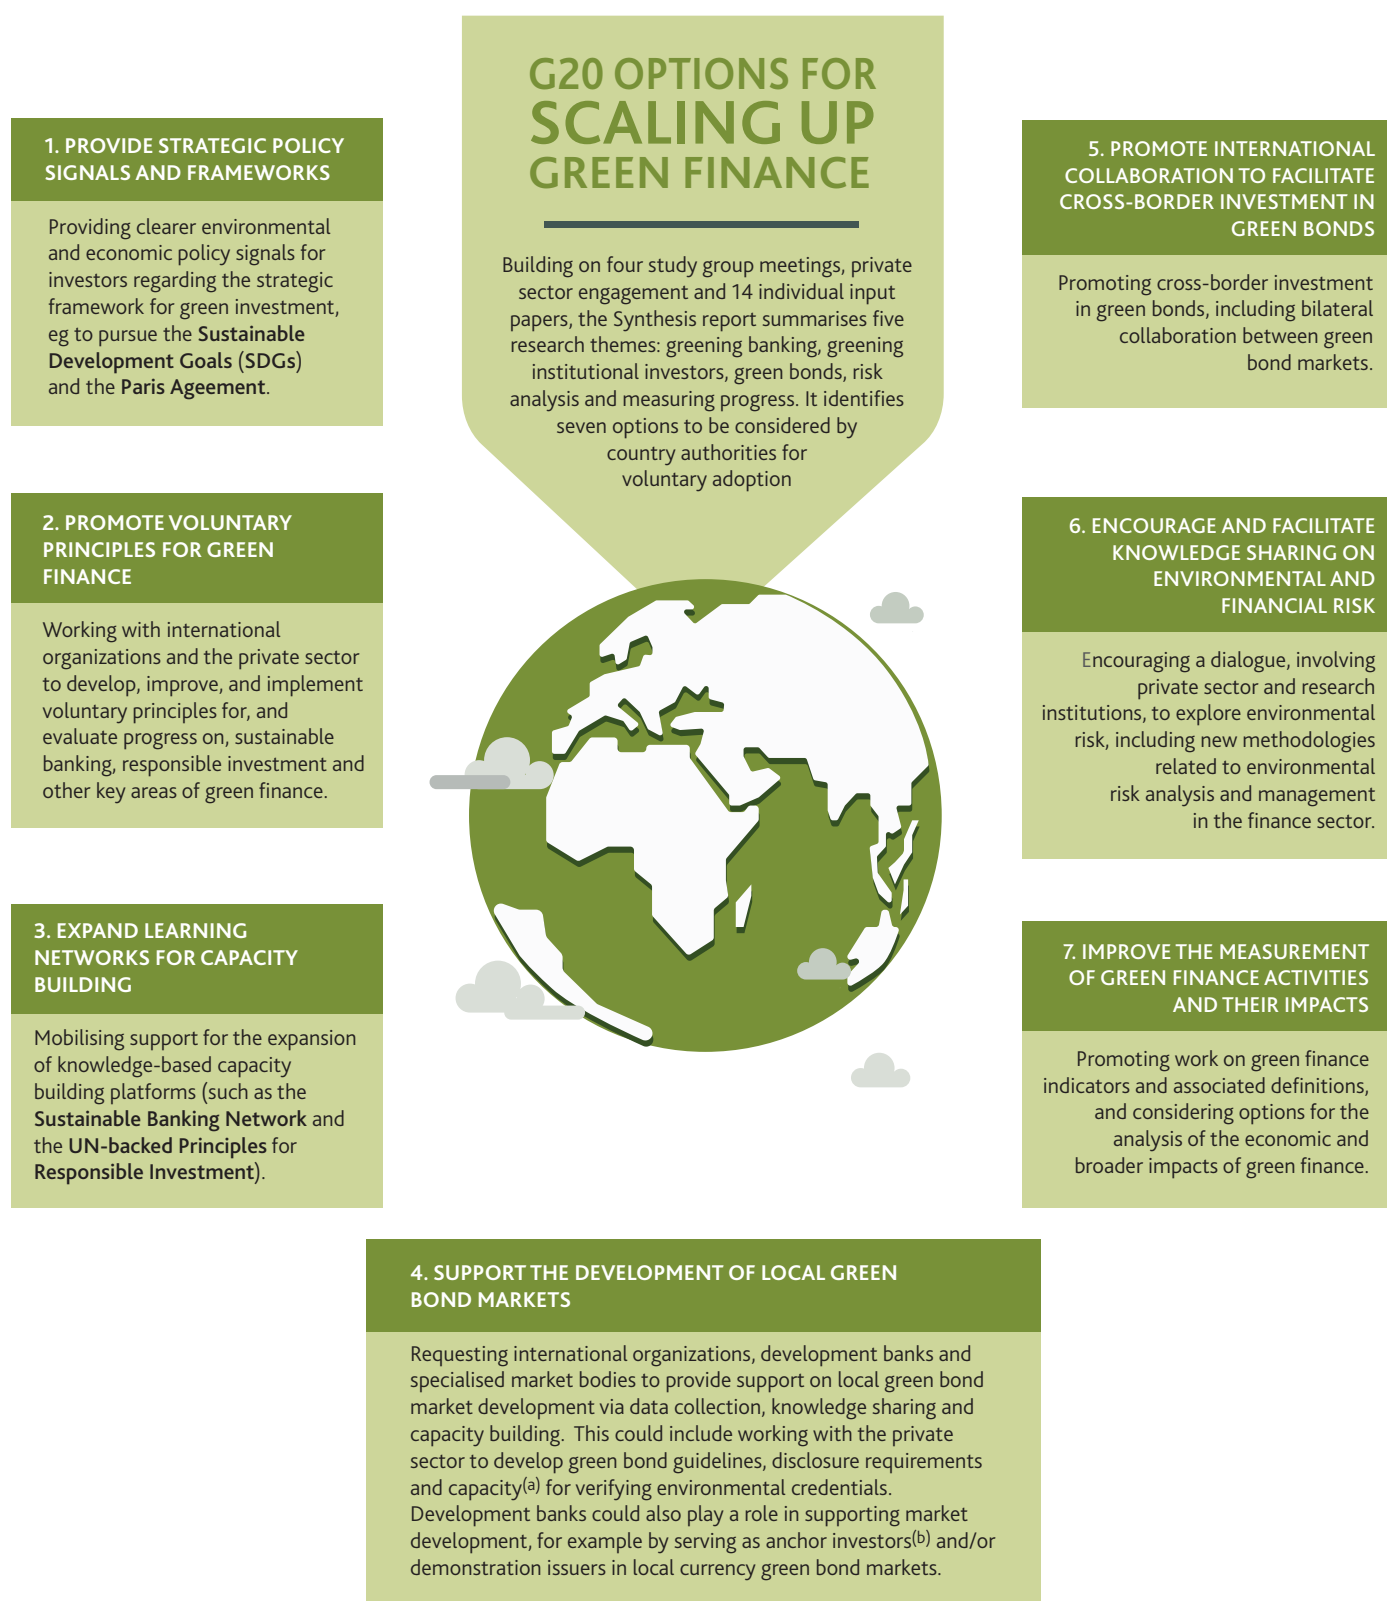 G20 OPTIONS FOR
SCALING UP
GREEN FINANCE
Building on four study group meetings, private
sector engagement and 14 individual input
papers, the Synthesis report summarises five
research themes: greening banking, greening
institutional investors, green bonds, risk
analysis and measuring progress. It identifies
seven options to be considered by
country authorities for
voluntary adoption
1. PROVIDE STRATEGIC POLICY
SIGNALS AND FRAMEWORKS
Providing clearer environmental
and economic policy signals for
investors regarding the strategic
framework for green investment,
eg to pursue the Sustainable
Development Goals (SDGs)
and the Paris Ageement.
2. PROMOTE VOLUNTARY
PRINCIPLES FOR GREEN
FINANCE
Working with international
organizations and the private sector
to develop, improve, and implement
voluntary principles for, and
evaluate progress on, sustainable
banking, responsible investment and
other key areas of green finance.
3. EXPAND LEARNING
NETWORKS FOR CAPACITY
BUILDING
Mobilising support for the expansion
of knowledge-based capacity
building platforms (such as the
Sustainable Banking Network and
the UN-backed Principles for
Responsible Investment).
4. SUPPORT THE DEVELOPMENT OF LOCAL GREEN
BOND MARKETS
Requesting international organizations, development banks and
specialised market bodies to provide support on local green bond
market development via data collection, knowledge sharing and
capacity building.  This could include working with the private
sector to develop green bond guidelines, disclosure requirements
and capacity(a) for verifying environmental credentials.
Development banks could also play a role in supporting market
development, for example by serving as anchor investors(b) and/or
demonstration issuers in local currency green bond markets.
5. PROMOTE INTERNATIONAL
COLLABORATION TO FACILITATE
CROSS-BORDER INVESTMENT IN
GREEN BONDS
Promoting cross-border investment
in green bonds, including bilateral
collaboration between green
bond markets.
6. ENCOURAGE AND FACILITATE
KNOWLEDGE SHARING ON
ENVIRONMENTAL AND
FINANCIAL RISK
Encouraging a dialogue, involving
private sector and research
institutions, to explore environmental
risk, including new methodologies
related to environmental
risk analysis and management
in the finance sector.
7. IMPROVE THE MEASUREMENT
OF GREEN FINANCE ACTIVITIES
AND THEIR IMPACTS
Promoting work on green finance
indicators and associated definitions,
and considering options for the
analysis of the economic and
broader impacts of green finance.